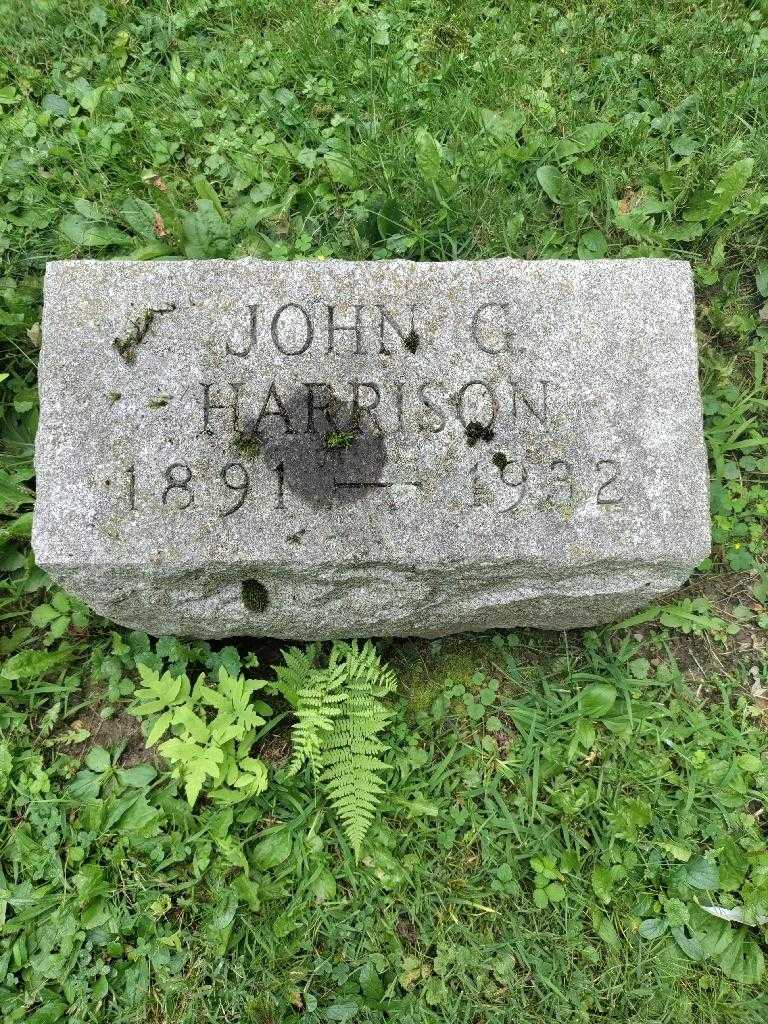 JOHN G.
HARRISON
1891 — 1932